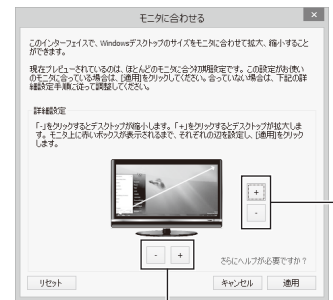 モニタに合わせる
×
このインターフェイスで、Windowsデスクトップのサイズをモニタに合わせて拡大、縮小すること
ができます。
現在プレビューされているのは、ほとんどのモニタに合う初期設定です。この設定がお使い
のモニタに合っている場合は、[適用]をクリックしてください。合っていない場合は、下記の詳
細設定手順に従って調整してください。
詳細設定
「-」をクリックするとデスクトップが縮小します。「+」をクリックするとデスクトップが拡大しま
す。モニタ上に赤いボックスが表示されるまで、それぞれの辺を設定し、[適用]をクリック
します。
+
-
- +
さらにヘルプが必要ですか?
リセット キャンセル 適用